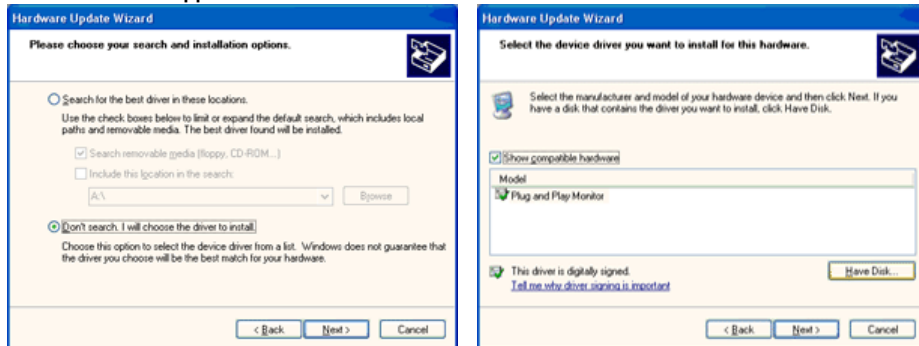 Hardware Update Wizard
Please choose your search and installation options.
Search for the best driver in these locations.
Use the check boxes below to limit or expand the default search, which includes local
paths and removable media. The best driver found will be installed.
Search removable media (floppy, CD-ROM...)
Include this location in the search:
A:\
Browse
Don't search. I will choose the driver to install.
Choose this option to select the device driver from a list. Windows does not guarantee that
the driver you choose will be the best match for your hardware.
< Back
Next >
Cancel
Hardware Update Wizard
Select the device driver you want to install for this hardware.
Select the manufacturer and model of your hardware device and then click Next. If you
have a disk that contains the driver you want to install, click Have Disk.
Show compatible hardware
Model
Plug and Play Monitor
This driver is digitally signed.
Tell me why driver signing is important
Have Disk...
< Back
Next >
Cancel